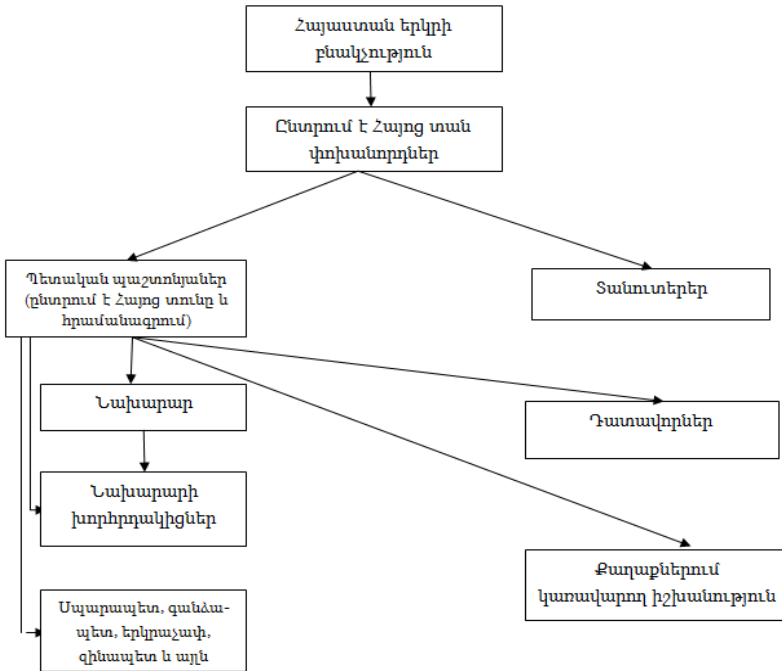 Հայաստան երկրի
բնակչություն
Ընտրում է Հայոց տան
փոխանորդներ
Պետական պաշտոնյաներ
(ընտրում է Հայոց տունը և
հրամանագրում)
Տանուտերեր
Նախարար
Դատավորներ
Նախարարի
խորհրդակիցներ
Քաղաքներում
կառավարող իշխանություն
Սպարապետ, գանձա-
պետ, երկրաչափ,
զինապետ և այլն